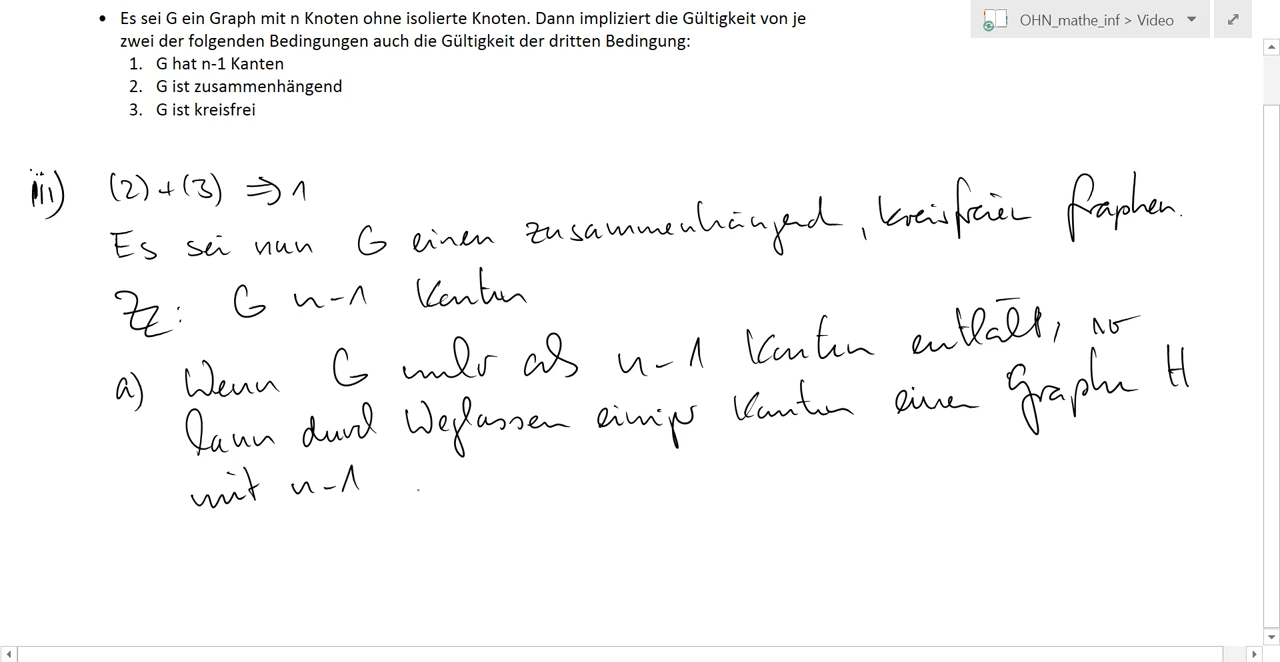 • Es sei G ein Graph mit n Knoten ohne isolierte Knoten. Dann impliziert die Gültigkeit von je
zwei der folgenden Bedingungen auch die Gültigkeit der dritten Bedingung:
1. G hat n-1 Kanten
2. G ist zusammenhängend
3. G ist kreisfrei
OHN_mathe_inf > Video
iii) (2)+(3) ⇒ 1
Es sei nun G einen zusammenhängend, kreisfreier Graphen.
Zz: G n-1 Kanten
a) Wenn G mehr als n-1 Kanten enthält, so
kann durch Weglassen einiger Kanten einen Graphen H
mit n-1